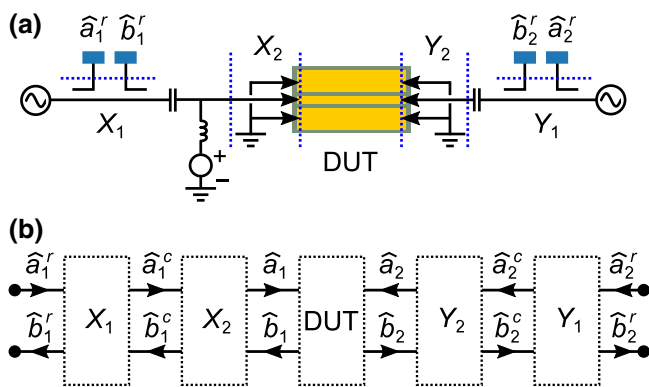 (a)
â₁ʳ b̂₁ʳ X₂ Y₂ b̂₂ʳ â₂ʳ
X₁ + − DUT Y₁
(b)
â₁ʳ â₁ᶜ â₁ â₂ â₂ᶜ â₂ʳ
X₁ X₂ DUT Y₂ Y₁
b̂₁ʳ b̂₁ᶜ b̂₁ b̂₂ b̂₂ᶜ b̂₂ʳ